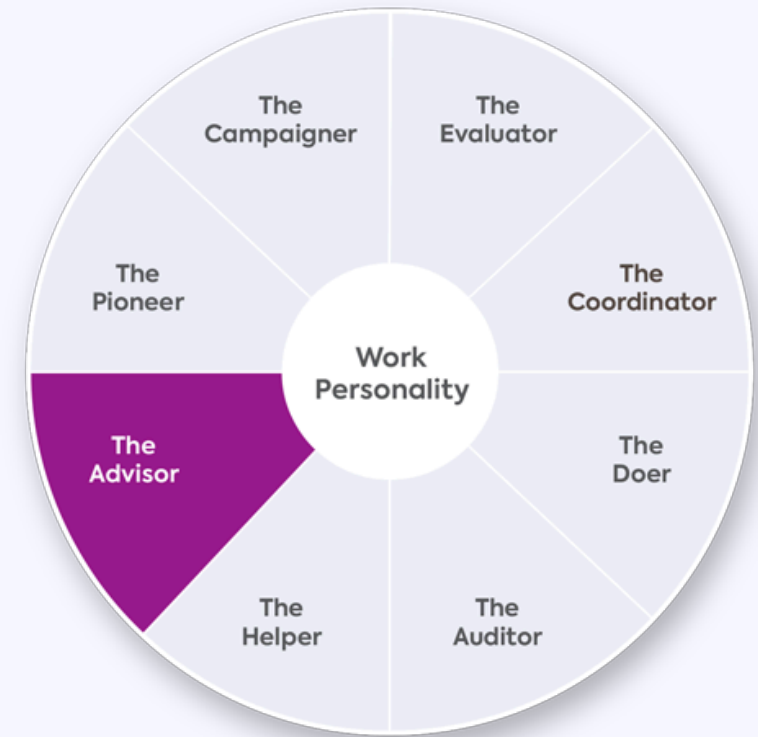 The
Campaigner
The
Evaluator
The
Pioneer
The
Coordinator
Work
Personality
The
Advisor
The
Doer
The
Helper
The
Auditor